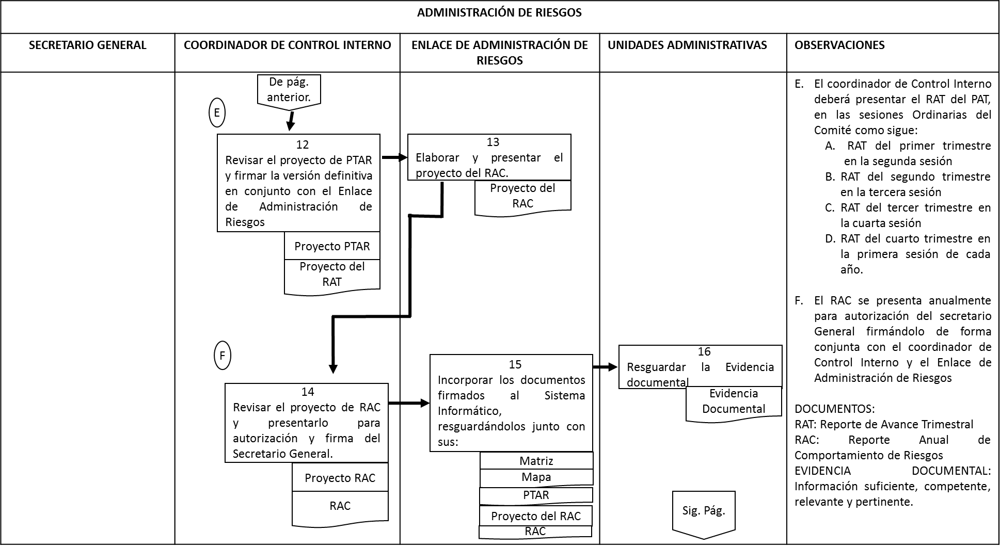 ADMINISTRACIÓN DE RIESGOS
SECRETARIO GENERAL
COORDINADOR DE CONTROL INTERNO
ENLACE DE ADMINISTRACIÓN DE
RIESGOS
UNIDADES ADMINISTRATIVAS
OBSERVACIONES
De pág.
anterior.
E
12
Revisar el proyecto de PTAR
y firmar la versión definitiva
en conjunto con el Enlace
de Administración de
Riesgos
Proyecto PTAR
Proyecto del
RAT
13
Elaborar y presentar el
proyecto del RAC.
Proyecto del
RAC
F
14
Revisar el proyecto de RAC
y presentarlo para
autorización y firma del
Secretario General.
Proyecto RAC
RAC
15
Incorporar los documentos
firmados al Sistema
Informático,
resguardándolos junto con
sus:
Matriz
Mapa
PTAR
Proyecto del RAC
RAC
16
Resguardar la Evidencia
documental
Evidencia
Documental
Sig. Pág.
E. El coordinador de Control Interno
deberá presentar el RAT del PAT,
en las sesiones Ordinarias del
Comité como sigue:
A. RAT del primer trimestre
en la segunda sesión
B. RAT del segundo trimestre
en la tercera sesión
C. RAT del tercer trimestre en
la cuarta sesión
D. RAT del cuarto trimestre en
la primera sesión de cada
año.
F. El RAC se presenta anualmente
para autorización del secretario
General firmándolo de forma
conjunta con el coordinador de
Control Interno y el Enlace de
Administración de Riesgos
DOCUMENTOS:
RAT: Reporte de Avance Trimestral
RAC: Reporte Anual de
Comportamiento de Riesgos
EVIDENCIA DOCUMENTAL:
Información suficiente, competente,
relevante y pertinente.